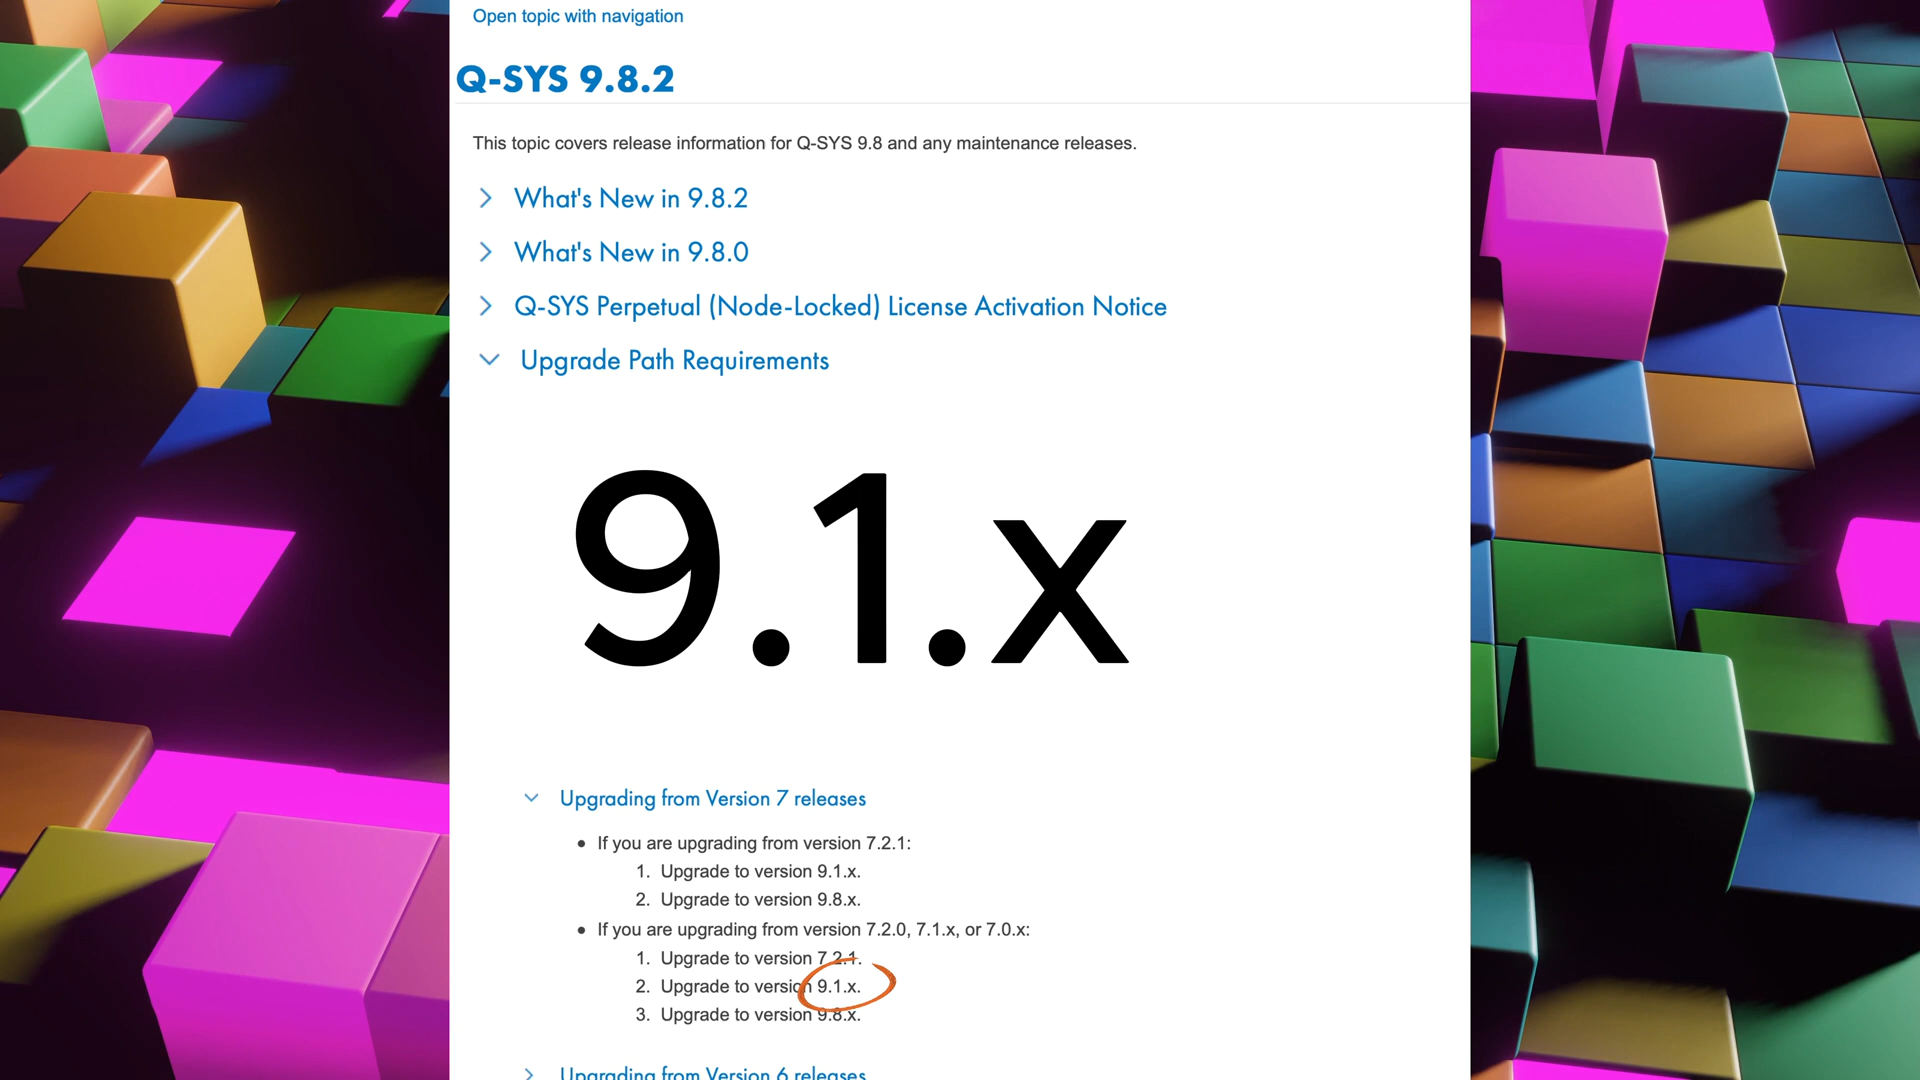 Open topic with navigation
Q-SYS 9.8.2
This topic covers release information for Q-SYS 9.8 and any maintenance releases.
What's New in 9.8.2
What's New in 9.8.0
Q-SYS Perpetual (Node-Locked) License Activation Notice
Upgrade Path Requirements
9.1.x
Upgrading from Version 7 releases
• If you are upgrading from version 7.2.1:
1. Upgrade to version 9.1.x.
2. Upgrade to version 9.8.x.
• If you are upgrading from version 7.2.0, 7.1.x, or 7.0.x:
1. Upgrade to version 7.2.1.
2. Upgrade to version 9.1.x.
3. Upgrade to version 9.8.x.
Upgrading from Version 6 releases